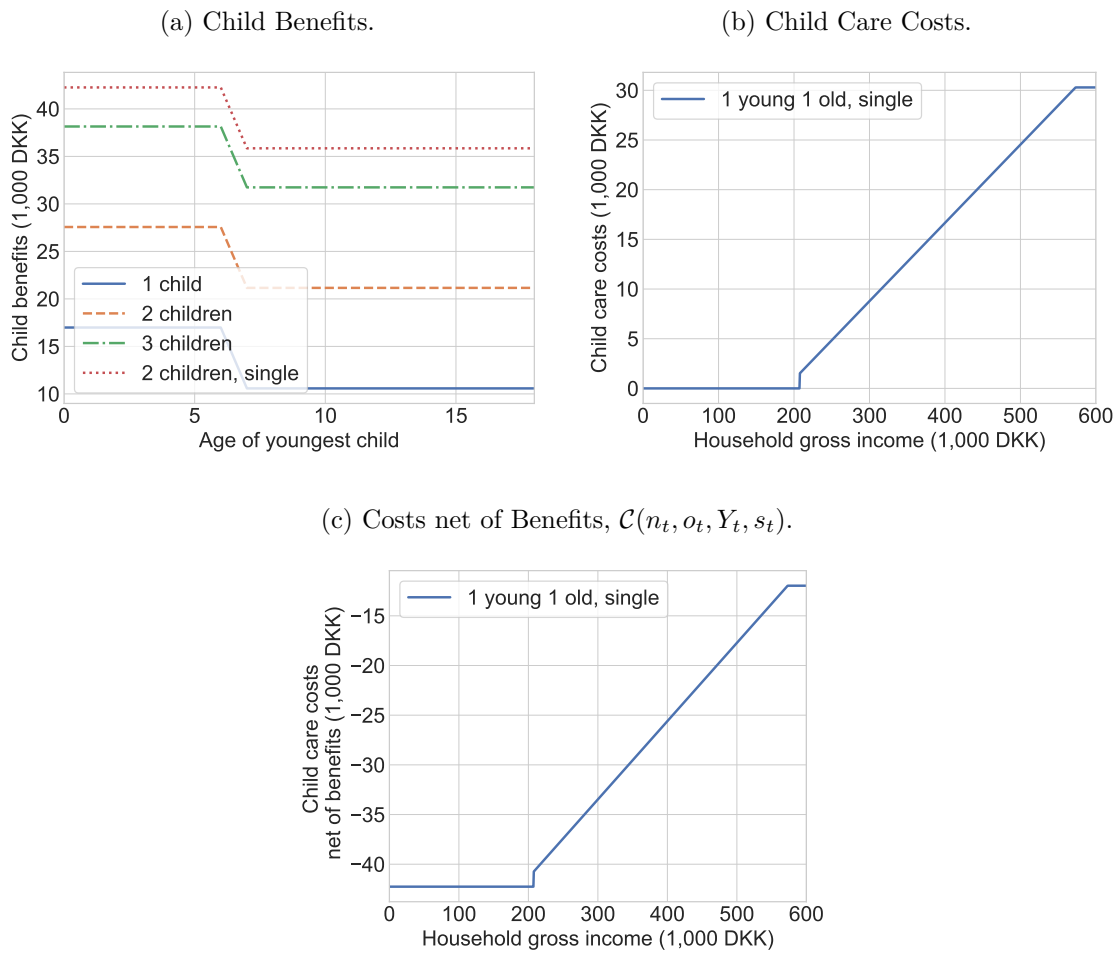 (a) Child Benefits.
Child benefits (1,000 DKK)
40
35
30
25
20
15
10
1 child
2 children
3 children
2 children, single
0 5 10 15
Age of youngest child
(b) Child Care Costs.
Child care costs (1,000 DKK)
30
25
20
15
10
5
0
1 young 1 old, single
0 100 200 300 400 500 600
Household gross income (1,000 DKK)
(c) Costs net of Benefits, 𝒞(nₜ, oₜ, Yₜ, sₜ).
Child care costs
net of benefits (1,000 DKK)
−15
−20
−25
−30
−35
−40
1 young 1 old, single
0 100 200 300 400 500 600
Household gross income (1,000 DKK)